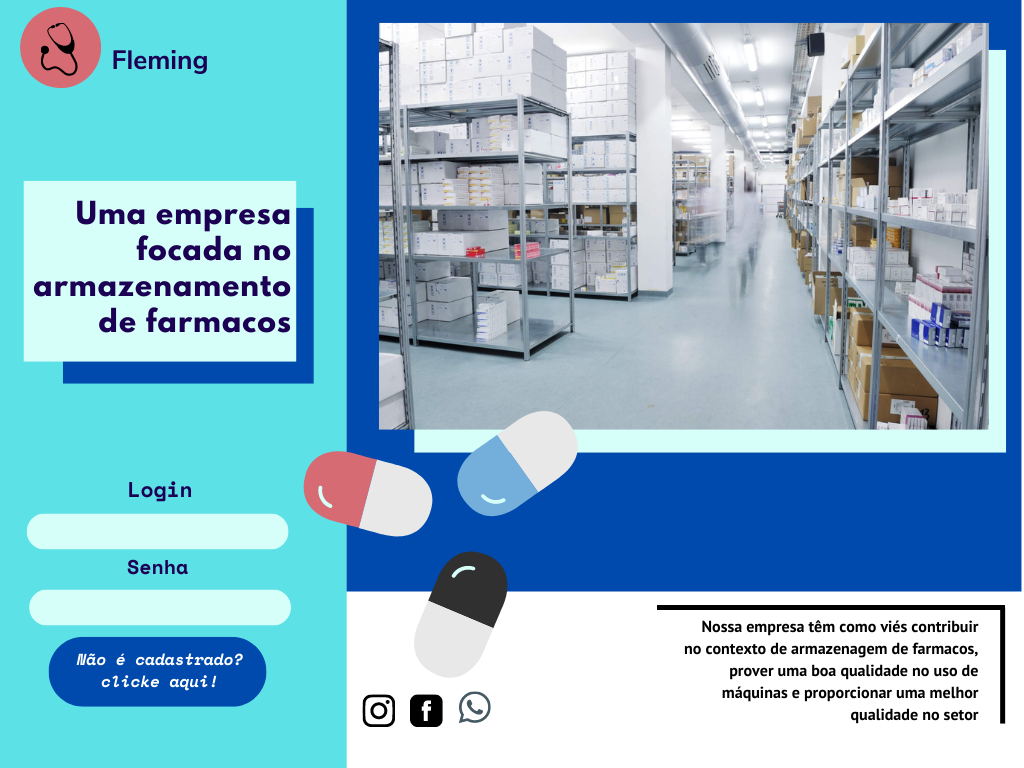 Fleming
Uma empresa
focada no
armazenamento
de farmacos
Login
Senha
Não é cadastrado?
clicke aqui!
Nossa empresa têm como viés contribuir
no contexto de armazenagem de farmacos,
prover uma boa qualidade no uso de
máquinas e proporcionar uma melhor
qualidade no setor